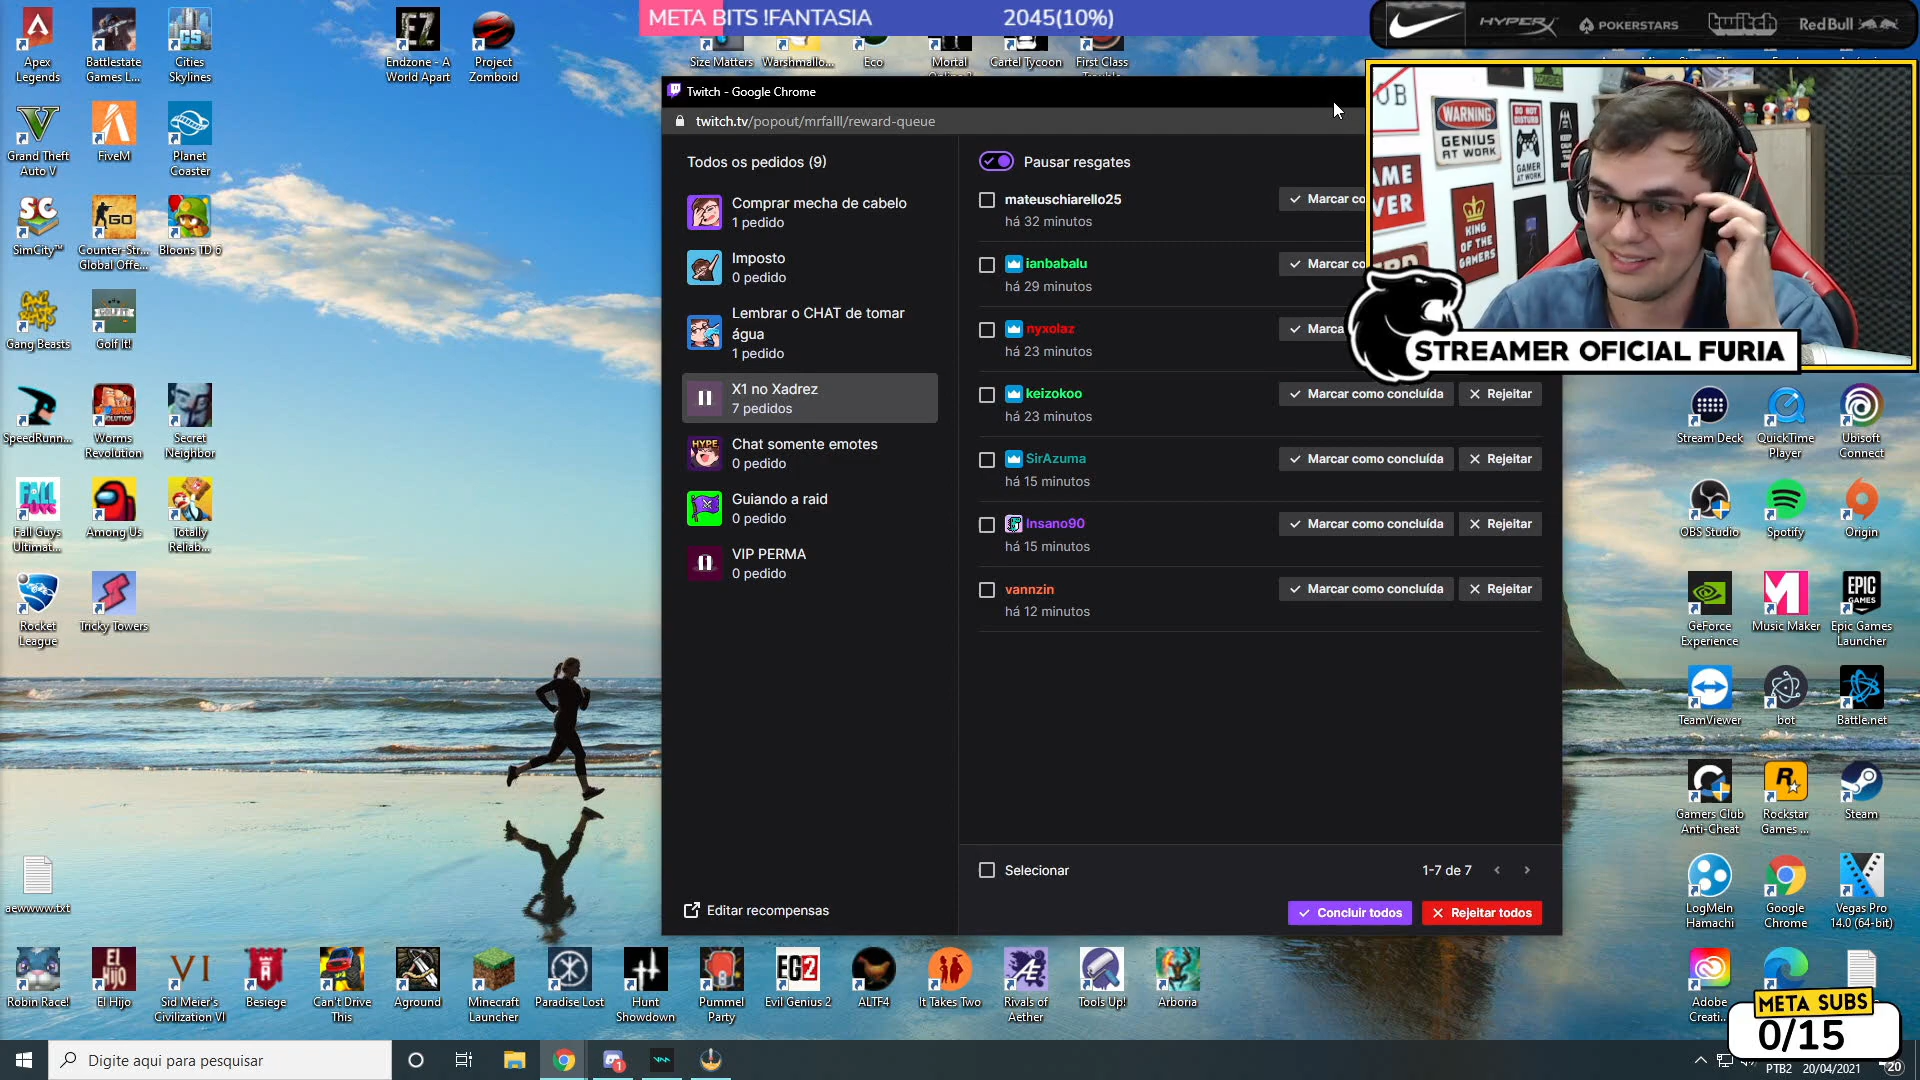 META BITS !FANTASIA
2045(10%)
HYPERX
POKERSTARS
twitch
Red Bull
Apex Legends
Battlestate Games L...
Cities Skylines
Endzone - A World Apart
Project Zomboid
Size Matters
Warshmallo...
Eco
Mortal
Cartel Tycoon
First Class
Grand Theft Auto V
FiveM
Planet Coaster
SimCity™
Counter-Str... Global Offe...
Bloons TD 6
Gang Beasts
Golf It!
SpeedRunn...
Worms Revolution
Secret Neighbor
Fall Guys Ultimat...
Among Us
Totally Reliab...
Rocket League
Tricky Towers
aewwww.txt
Twitch - Google Chrome
twitch.tv/popout/mrfalll/reward-queue
Todos os pedidos (9)
Comprar mecha de cabelo
1 pedido
Imposto
0 pedido
Lembrar o CHAT de tomar
água
1 pedido
X1 no Xadrez
7 pedidos
Chat somente emotes
0 pedido
Guiando a raid
0 pedido
VIP PERMA
0 pedido
Editar recompensas
Pausar resgates
mateuschiarello25
Marcar co
há 32 minutos
ianbabalu
Marcar co
há 29 minutos
nyxolaz
Marca
há 23 minutos
keizokoo
Marcar como concluída
Rejeitar
há 23 minutos
SirAzuma
Marcar como concluída
Rejeitar
há 15 minutos
Insano90
Marcar como concluída
Rejeitar
há 15 minutos
vannzin
Marcar como concluída
Rejeitar
há 12 minutos
Selecionar
1-7 de 7
Concluir todos
Rejeitar todos
WARNING
GENIUS
AT WORK
KING
OF THE
GAMERS
STREAMER OFICIAL FURIA
Stream Deck
QuickTime Player
Ubisoft Connect
OBS Studio
Spotify
Origin
GeForce Experience
Music Maker
Epic Games Launcher
TeamViewer
bot
Battle.net
Gamers Club Anti-Cheat
Rockstar Games ...
Steam
LogMeIn Hamachi
Google Chrome
Vegas Pro 14.0 (64-bit)
Adobe Creati...
Robin Race!
El Hijo
Sid Meier's Civilization VI
Besiege
Can't Drive This
Aground
Minecraft Launcher
Paradise Lost
Hunt Showdown
Pummel Party
Evil Genius 2
ALTF4
It Takes Two
Rivals of Aether
Tools Up!
Arboria
META SUBS
0/15
Digite aqui para pesquisar
PTB2
20/04/2021
20